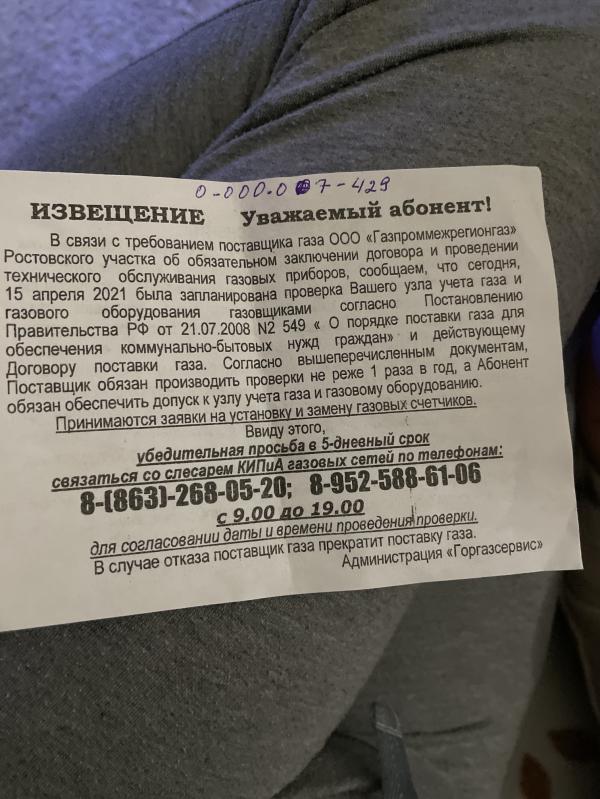 0-000.0 7-429
ИЗВЕЩЕНИЕ Уважаемый абонент!
В связи с требованием поставщика газа ООО «Газпроммежрегионгаз»
Ростовского участка об обязательном заключении договора и проведении
технического обслуживания газовых приборов, сообщаем, что сегодня,
15 апреля 2021 была запланирована проверка Вашего узла учета газа и
газового оборудования газовщиками согласно Постановлению
Правительства РФ от 21.07.2008 N2 549 « О порядке поставки газа для
обеспечения коммунально-бытовых нужд граждан» и действующему
Договору поставки газа. Согласно вышеперечисленным документам,
Поставщик обязан производить проверки не реже 1 раза в год, а Абонент
обязан обеспечить допуск к узлу учета газа и газовому оборудованию.
Принимаются заявки на установку и замену газовых счетчиков.
Ввиду этого,
убедительная просьба в 5-дневный срок
связаться со слесарем КИПиА газовых сетей по телефонам:
8-(863)-268-05-20; 8-952-588-61-06
с 9.00 до 19.00
для согласовании даты и времени проведения проверки.
В случае отказа поставщик газа прекратит поставку газа.
Администрация «Горгазсервис»